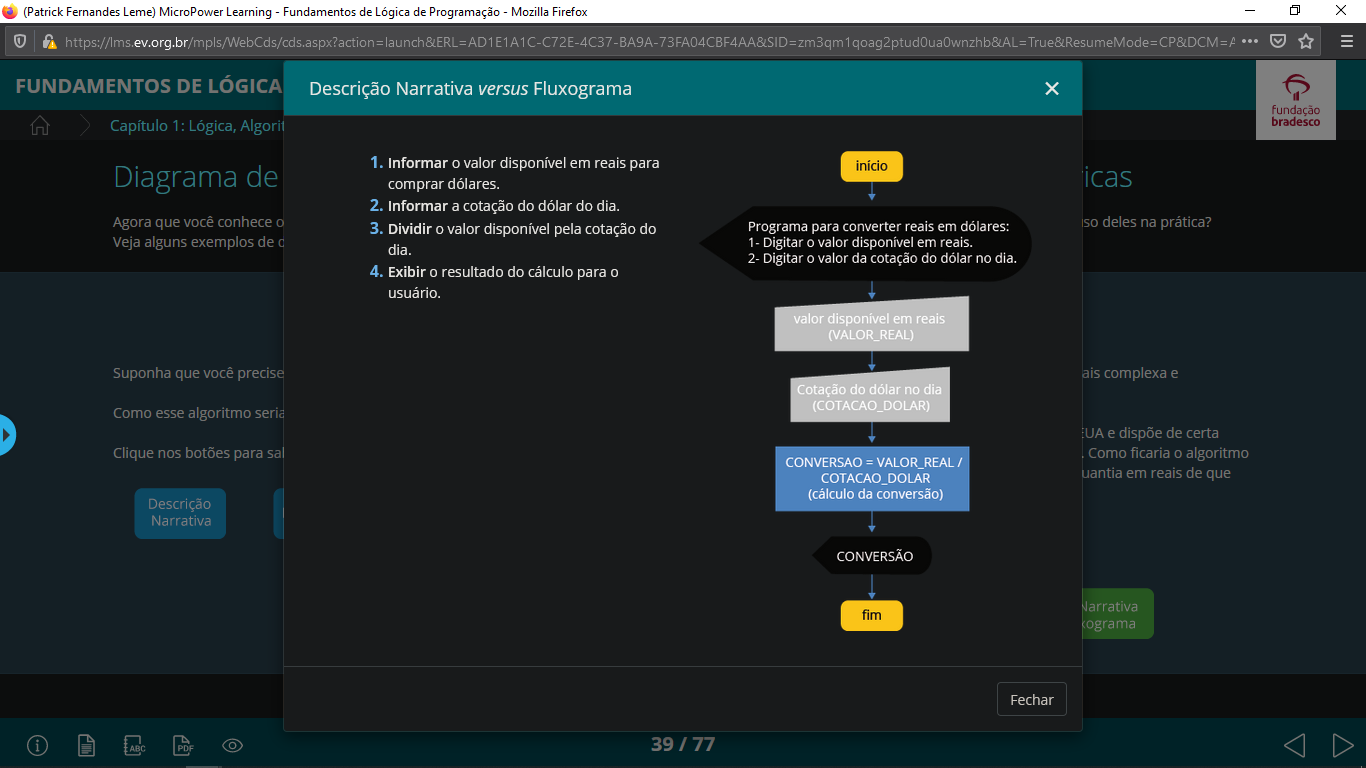 (Patrick Fernandes Leme) MicroPower Learning - Fundamentos de Lógica de Programação - Mozilla Firefox
https://lms.ev.org.br/mpls/WebCds/cds.aspx?action=launch&ERL=AD1E1A1C-C72E-4C37-BA9A-73FA04CBF4AA&SID=zm3qm1qoag2ptud0ua0wnzhb&AL=True&ResumeMode=CP&DCM=A
FUNDAMENTOS DE LÓGICA
fundação
bradesco
Capítulo 1: Lógica, Algorit
Diagrama de
icas
Agora que você conhece o
uso deles na prática?
Veja alguns exemplos de
Descrição Narrativa versus Fluxograma
1. Informar o valor disponível em reais para
comprar dólares.
2. Informar a cotação do dólar do dia.
3. Dividir o valor disponível pela cotação do
dia.
4. Exibir o resultado do cálculo para o
usuário.
início
Programa para converter reais em dólares:
1- Digitar o valor disponível em reais.
2- Digitar o valor da cotação do dólar no dia.
valor disponível em reais
(VALOR_REAL)
Cotação do dólar no dia
(COTACAO_DOLAR)
CONVERSAO = VALOR_REAL /
COTACAO_DOLAR
(cálculo da conversão)
CONVERSÃO
fim
Fechar
Suponha que você precise
Como esse algoritmo seria
Clique nos botões para sal
Descrição
Narrativa
ais complexa e
EUA e dispõe de certa
. Como ficaria o algoritmo
uantia em reais de que
Narrativa
xograma
ABC
PDF
39 / 77